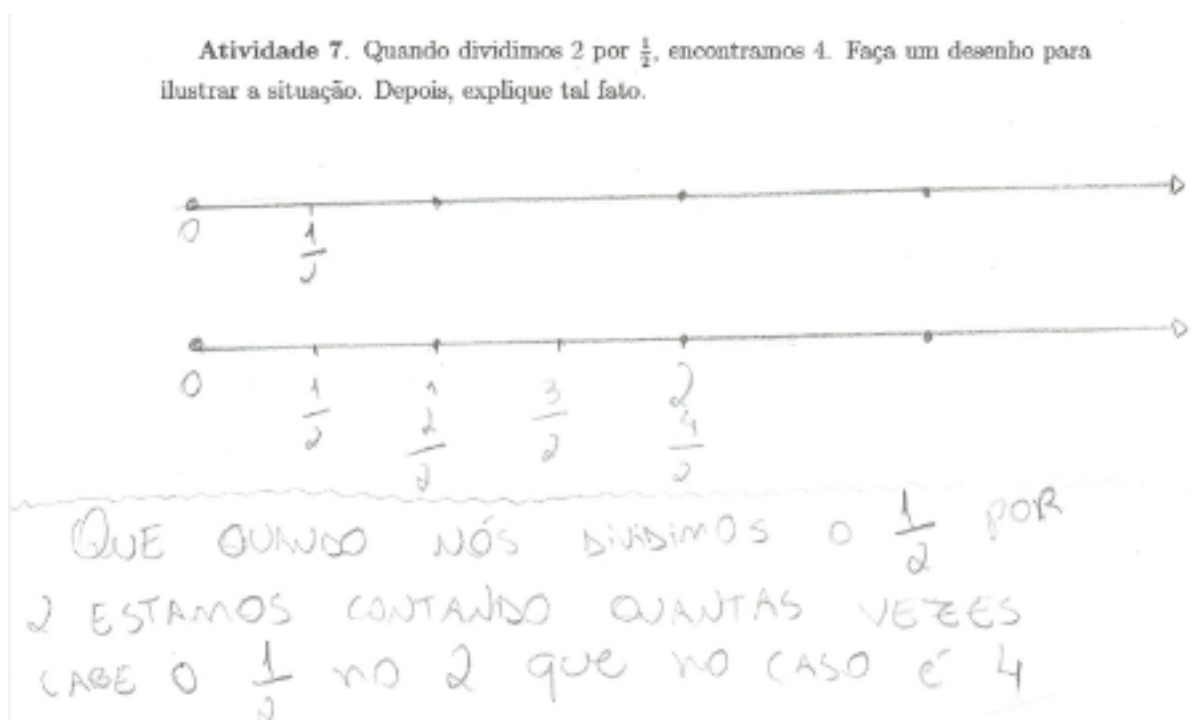 Atividade 7. Quando dividimos 2 por 1/2, encontramos 4. Faça um desenho para
ilustrar a situação. Depois, explique tal fato.
0 1/2
0 1/2 1 2/2 3/2 2 4/2
QUE QUANDO NÓS DIVIDIMOS O 1/2 POR
2 ESTAMOS CONTANDO QUANTAS VEZES
CABE O 1/2 NO 2 QUE NO CASO É 4